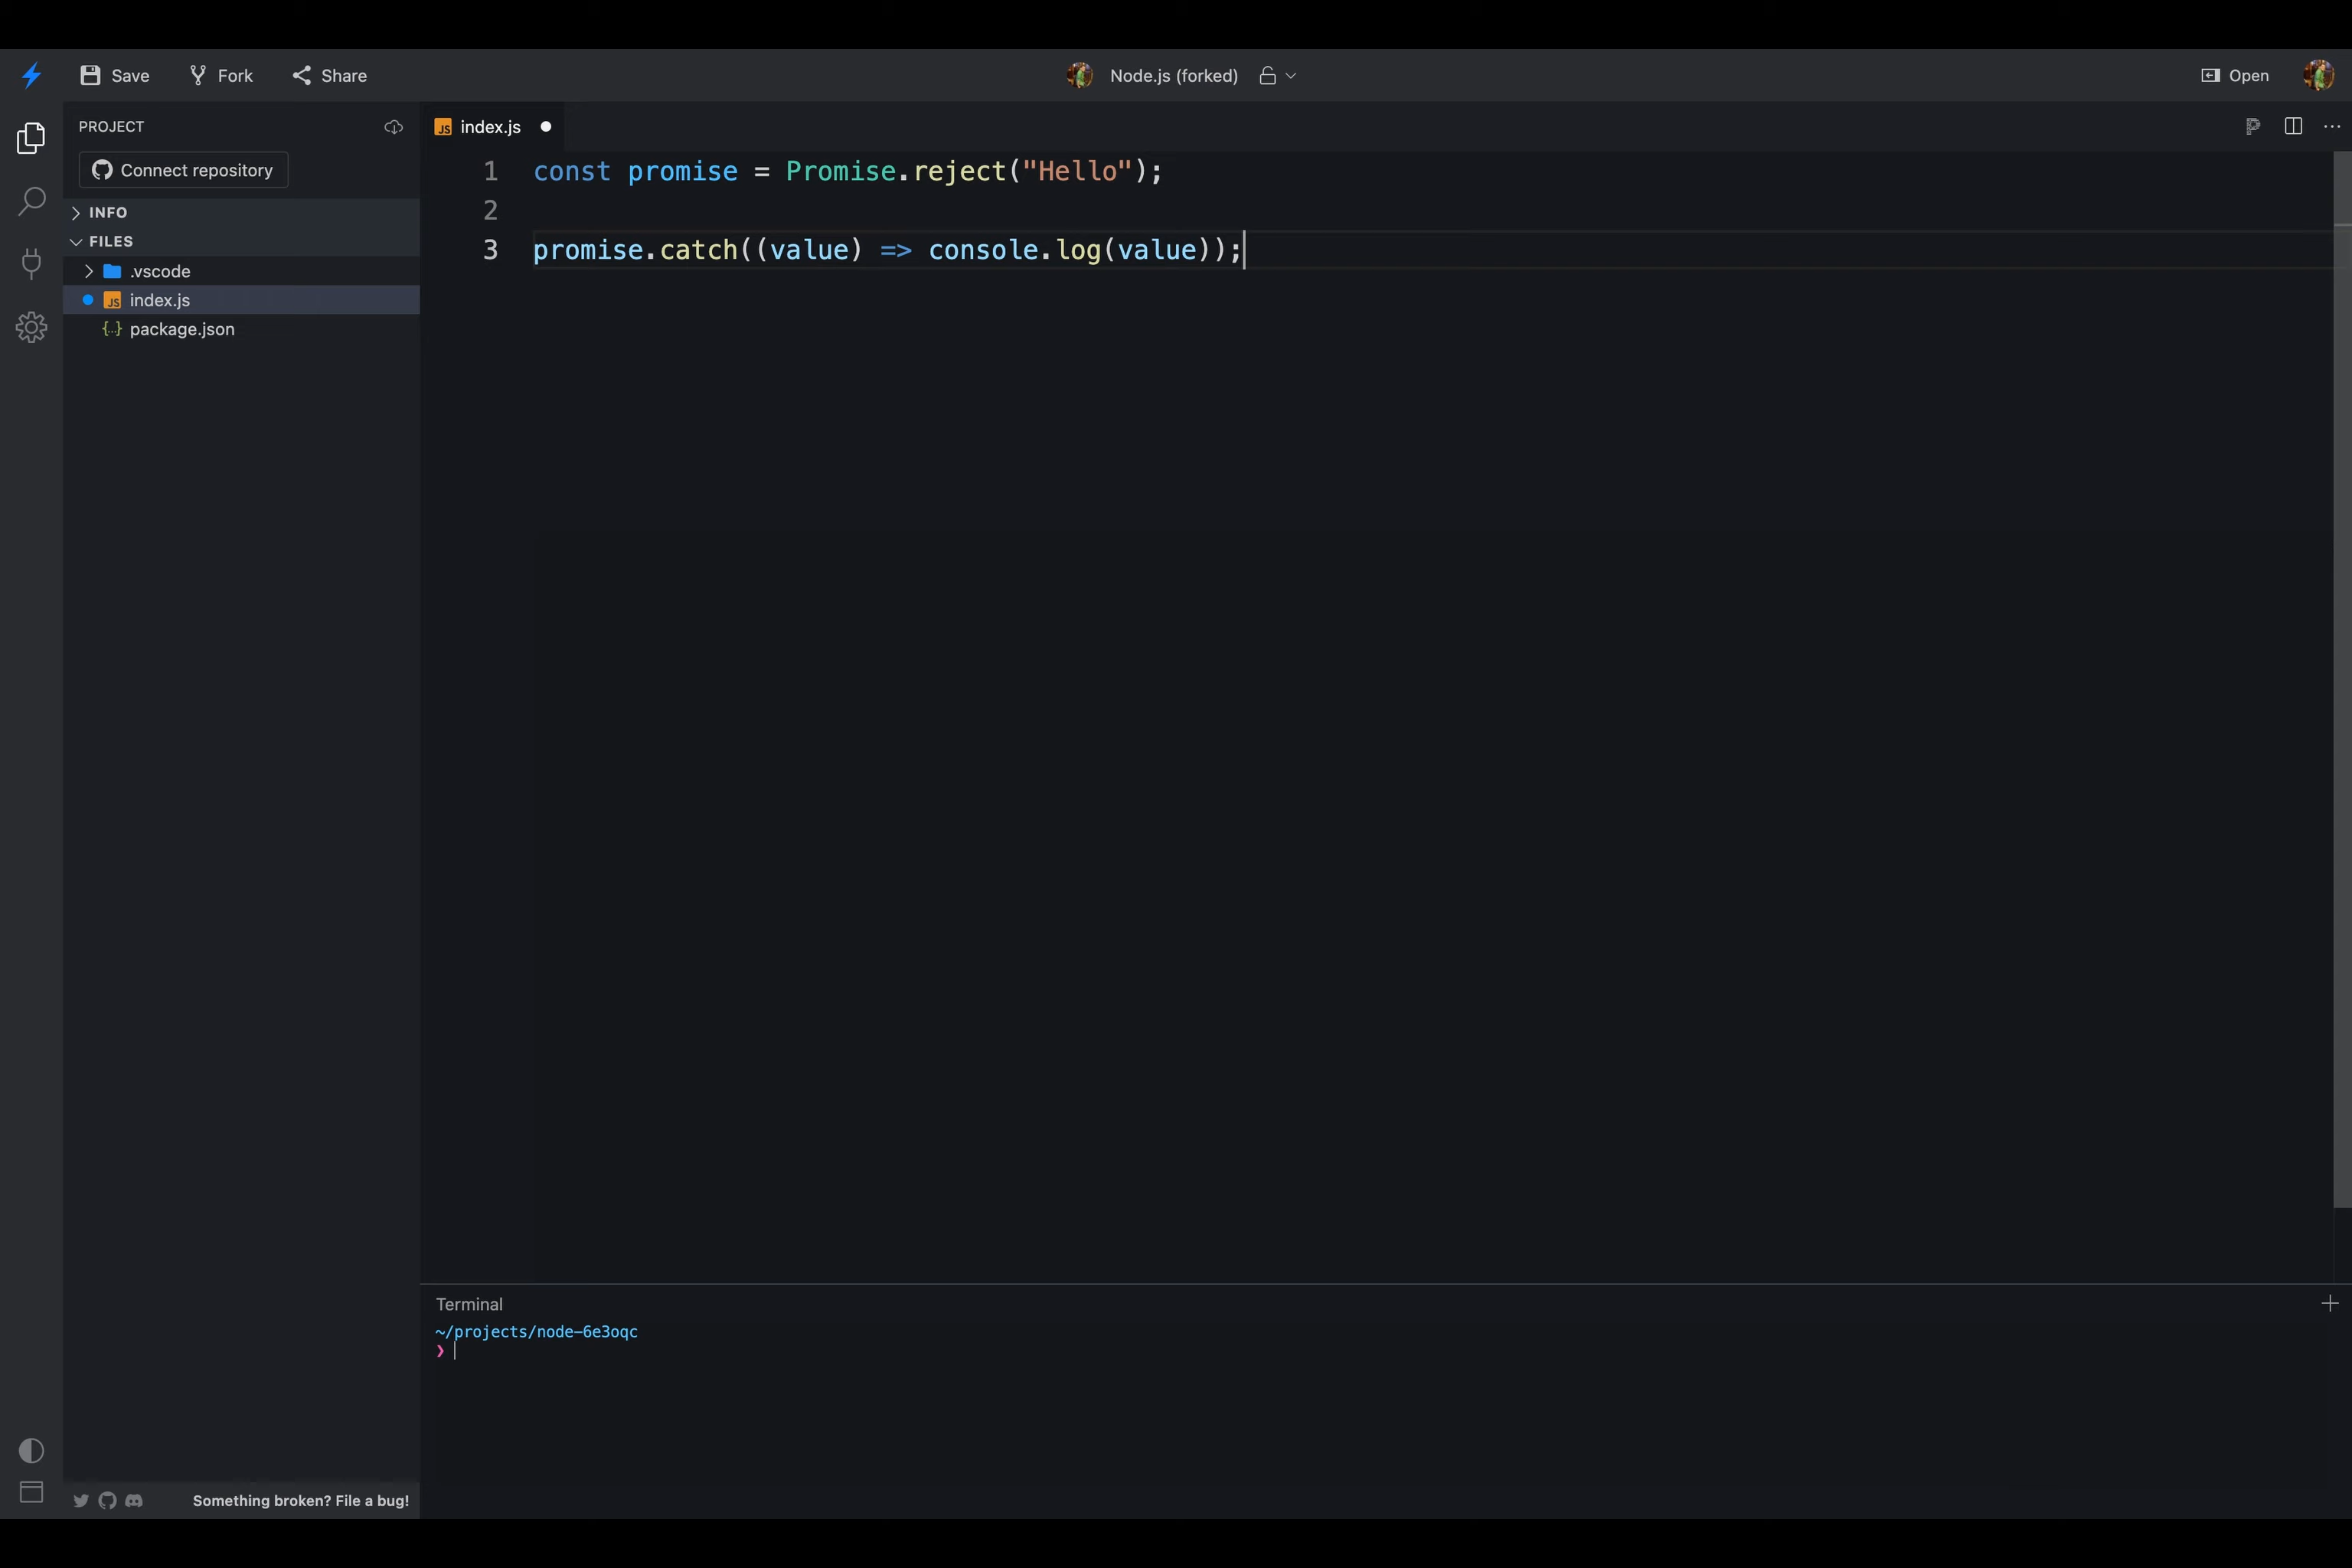 Save Fork Share Node.js (forked) Open
PROJECT
Connect repository
INFO
FILES
.vscode
JS index.js
{..} package.json
JS index.js
1 const promise = Promise.reject("Hello");
2
3 promise.catch((value) => console.log(value));
Terminal
~/projects/node-6e3oqc
❯
Something broken? File a bug!